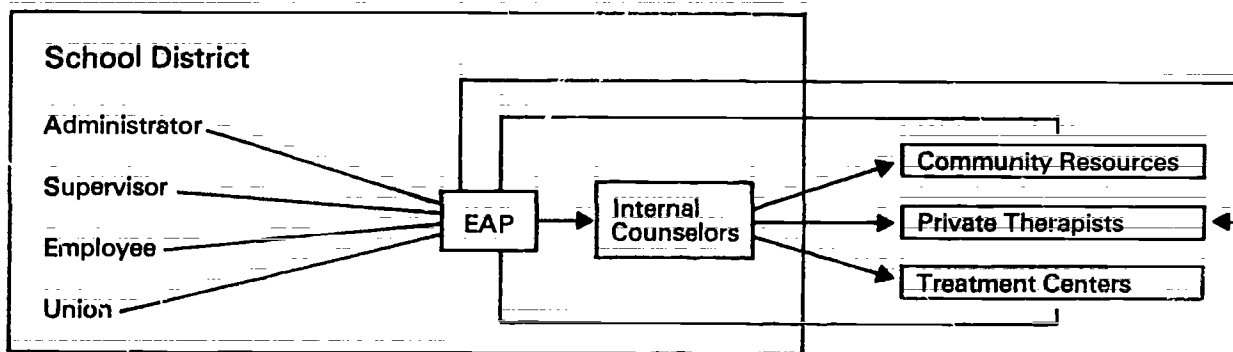 School District
Administrator
Supervisor
Employee
Union
EAP
Internal
Counselors
Community Resources
Private Therapists
Treatment Centers